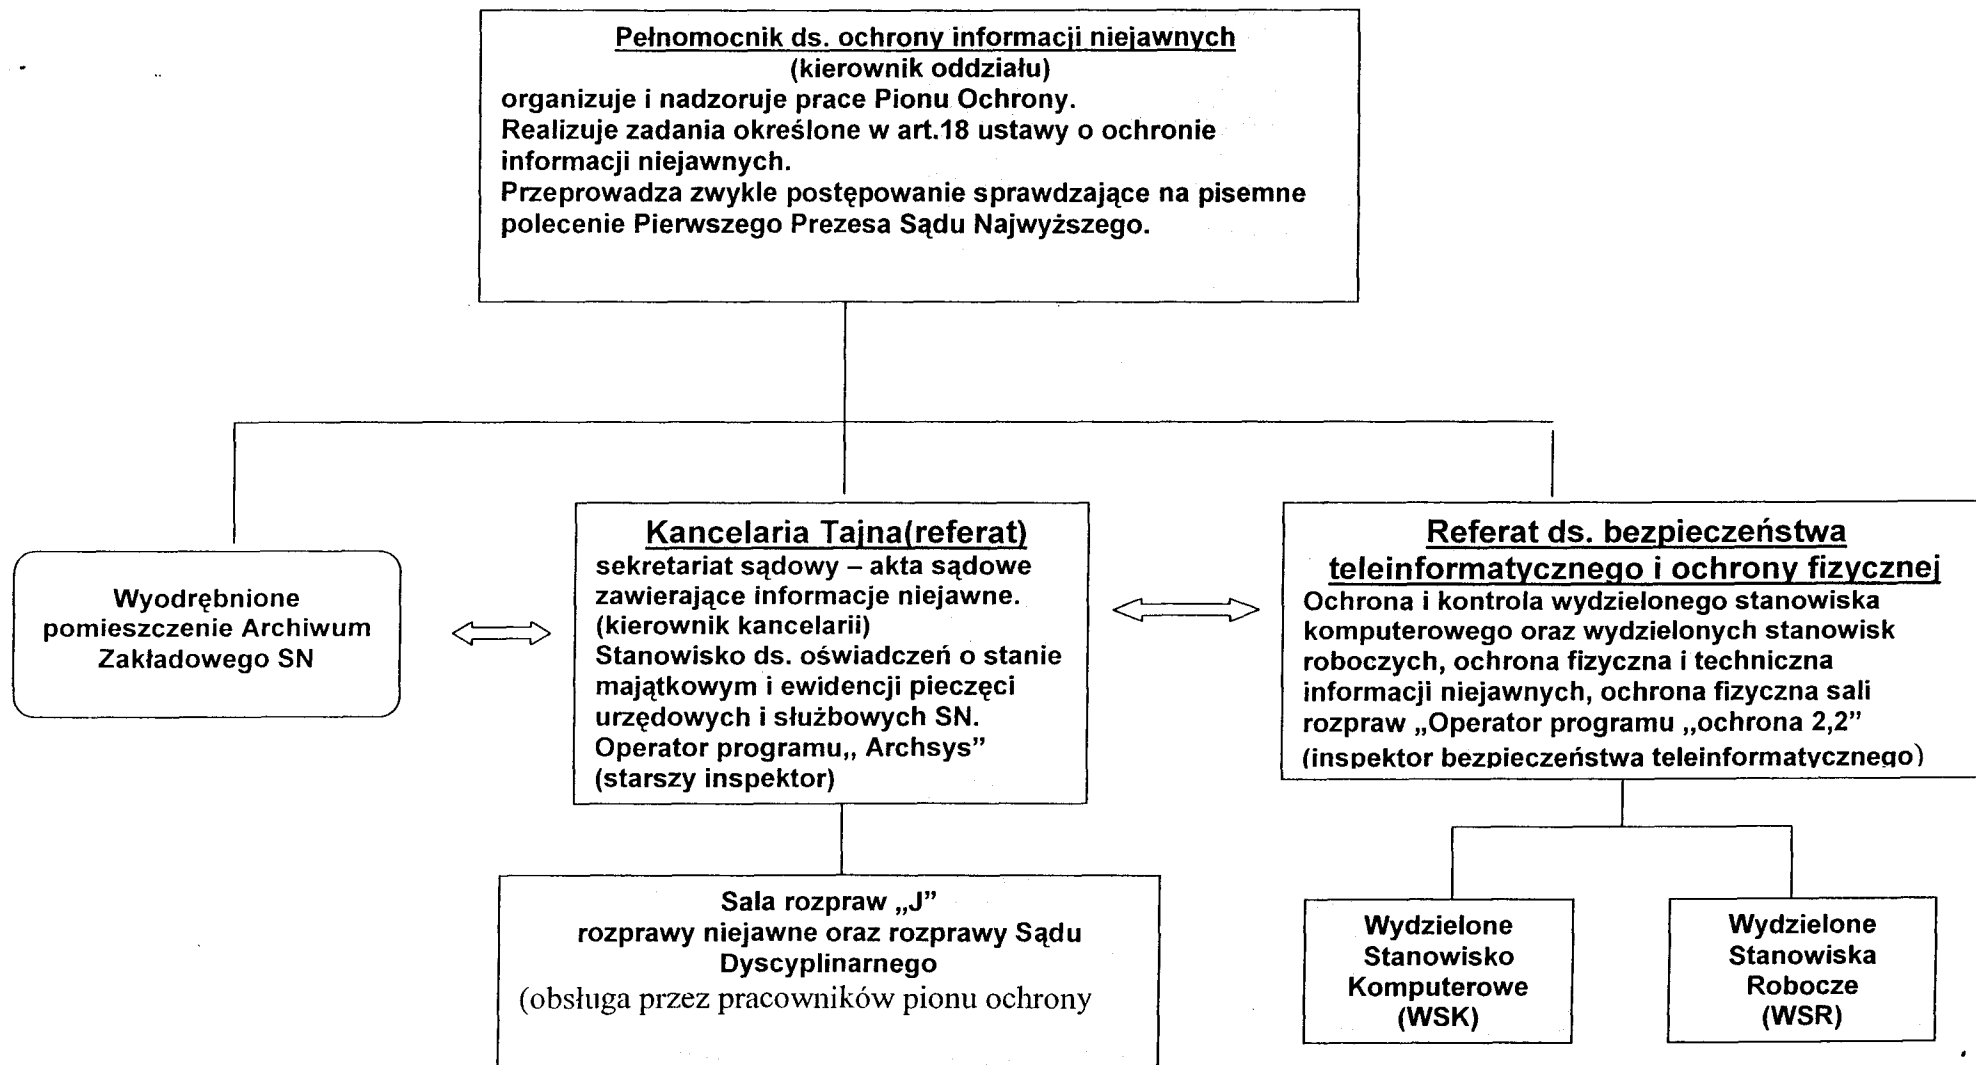 Pełnomocnik ds. ochrony informacji niejawnych
(kierownik oddziału)
organizuje i nadzoruje prace Pionu Ochrony.
Realizuje zadania określone w art.18 ustawy o ochronie
informacji niejawnych.
Przeprowadza zwykle postępowanie sprawdzające na pisemne
polecenie Pierwszego Prezesa Sądu Najwyższego.
Wyodrębnione
pomieszczenie Archiwum
Zakładowego SN
Kancelaria Tajna(referat)
sekretariat sądowy – akta sądowe
zawierające informacje niejawne.
(kierownik kancelarii)
Stanowisko ds. oświadczeń o stanie
majątkowym i ewidencji pieczęci
urzędowych i służbowych SN.
Operator programu,, Archsys”
(starszy inspektor)
Referat ds. bezpieczeństwa
teleinformatycznego i ochrony fizycznej
Ochrona i kontrola wydzielonego stanowiska
komputerowego oraz wydzielonych stanowisk
roboczych, ochrona fizyczna i techniczna
informacji niejawnych, ochrona fizyczna sali
rozpraw „Operator programu „ochrona 2,2”
(inspektor bezpieczeństwa teleinformatycznego)
Sala rozpraw „J”
rozprawy niejawne oraz rozprawy Sądu
Dyscyplinarnego
(obsługa przez pracowników pionu ochrony
Wydzielone
Stanowisko
Komputerowe
(WSK)
Wydzielone
Stanowiska
Robocze
(WSR)